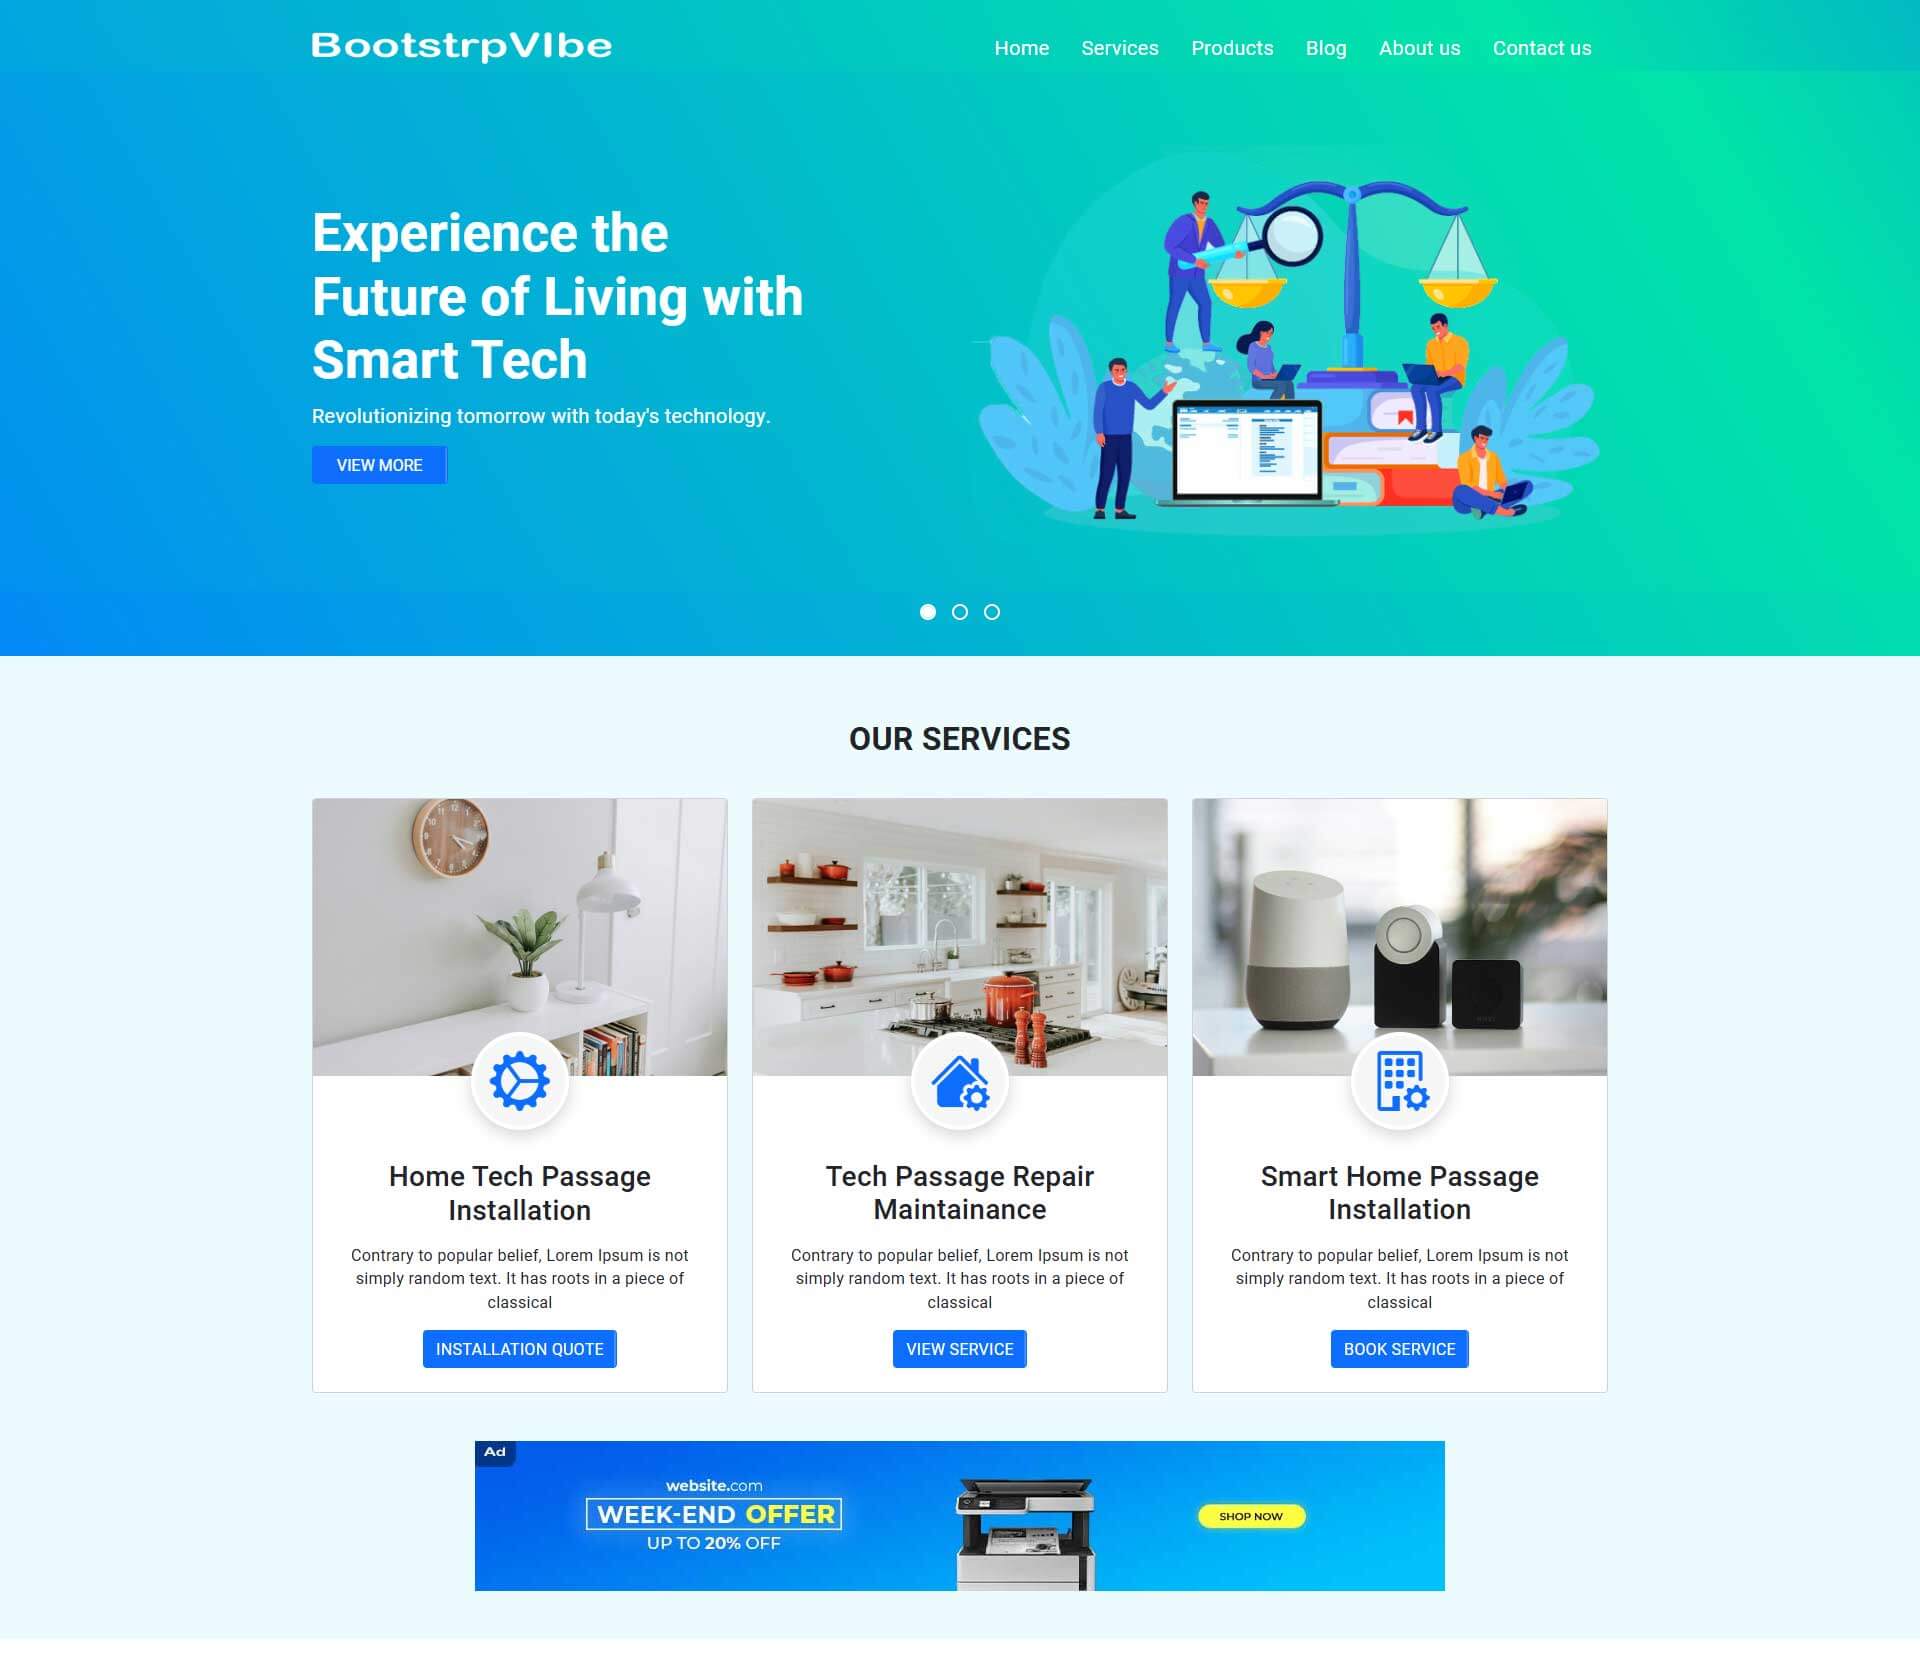 BootstrpVIbe
Home Services Products Blog About us Contact us
Experience the
Future of Living with
Smart Tech
Revolutionizing tomorrow with today's technology.
VIEW MORE
OUR SERVICES
Home Tech Passage
Installation
Contrary to popular belief, Lorem Ipsum is not
simply random text. It has roots in a piece of
classical
INSTALLATION QUOTE
Tech Passage Repair
Maintainance
Contrary to popular belief, Lorem Ipsum is not
simply random text. It has roots in a piece of
classical
VIEW SERVICE
Smart Home Passage
Installation
Contrary to popular belief, Lorem Ipsum is not
simply random text. It has roots in a piece of
classical
BOOK SERVICE
Ad
website.com
WEEK-END OFFER
UP TO 20% OFF
SHOP NOW